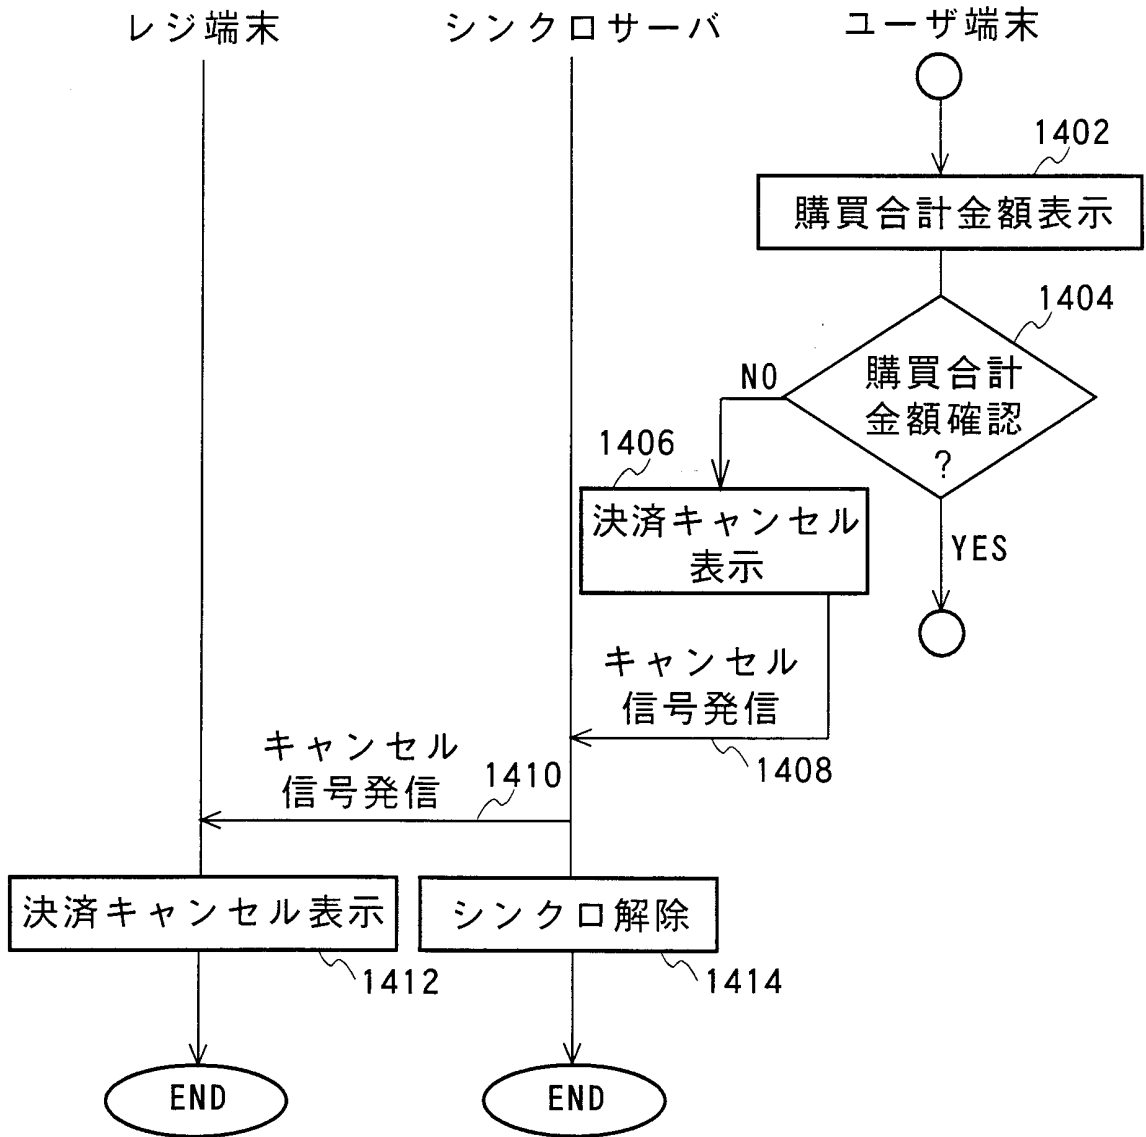 レジ端末
シンクロサーバ
ユーザ端末
1402
購買合計金額表示
1404
購買合計
金額確認
?
NO
YES
1406
決済キャンセル
表示
キャンセル
信号発信
1408
キャンセル
信号発信
1410
決済キャンセル表示
1412
シンクロ解除
1414
END
END